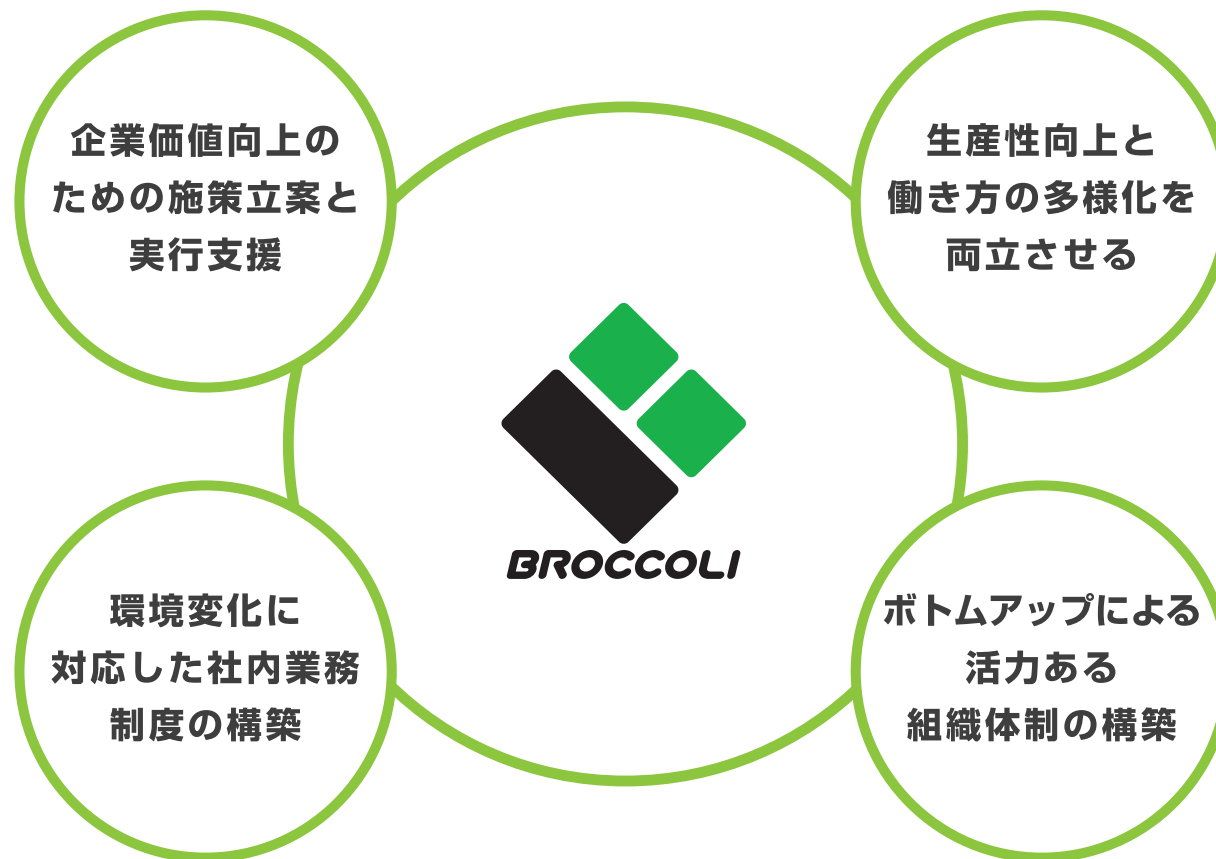 企業価値向上の
ための施策立案と
実行支援
生産性向上と
働き方の多様化を
両立させる
BROCCOLI
環境変化に
対応した社内業務
制度の構築
ボトムアップによる
活力ある
組織体制の構築